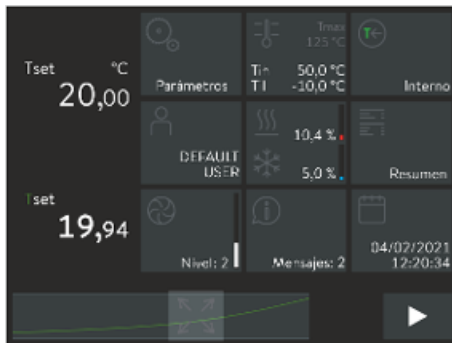 Tset °C
20,00
Tset
19,94
Parámetros
Tmax
125 °C
Tih 50,0 °C
Til -10,0 °C
T
Interno
DEFAULT
USER
10,4 %
5,0 %
Resumen
Nivel: 2
Mensajes: 2
04/02/2021
12:20:34